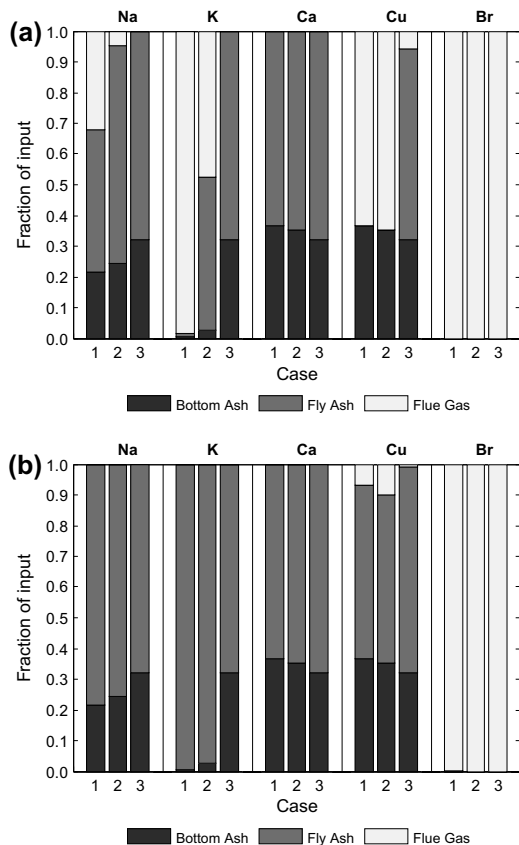 (a)
Na K Ca Cu Br
1.0
0.9
0.8
0.7
0.6
0.5
0.4
0.3
0.2
0.1
0.0
Fraction of input
1 2 3 1 2 3 1 2 3 1 2 3 1 2 3
Case
Bottom Ash Fly Ash Flue Gas
(b)
Na K Ca Cu Br
1.0
0.9
0.8
0.7
0.6
0.5
0.4
0.3
0.2
0.1
0.0
Fraction of input
1 2 3 1 2 3 1 2 3 1 2 3 1 2 3
Case
Bottom Ash Fly Ash Flue Gas